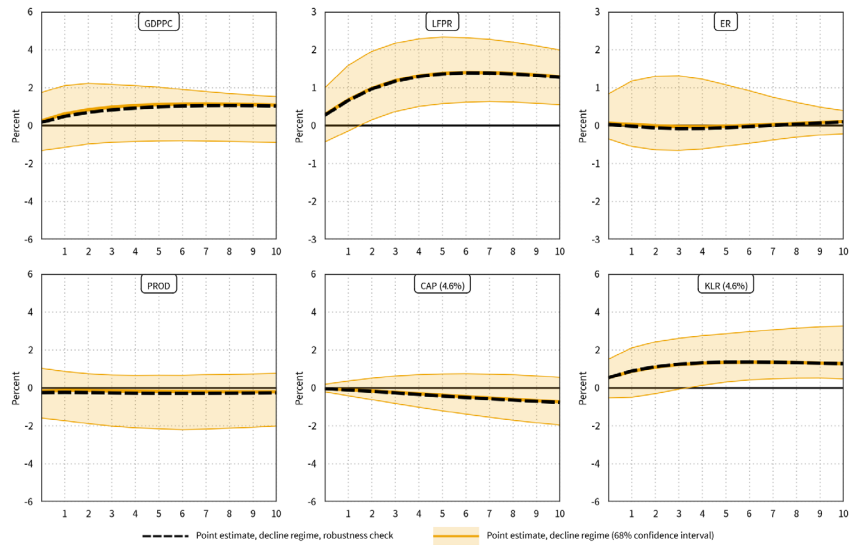 GDPPC
LFPR
ER
6
4
2
0
-2
-4
-6
Percent
1 2 3 4 5 6 7 8 9 10
3
2
1
0
-1
-2
-3
Percent
1 2 3 4 5 6 7 8 9 10
3
2
1
0
-1
-2
-3
Percent
1 2 3 4 5 6 7 8 9 10
PROD
CAP (4.6%)
KLR (4.6%)
6
4
2
0
-2
-4
-6
Percent
1 2 3 4 5 6 7 8 9 10
6
4
2
0
-2
-4
-6
Percent
1 2 3 4 5 6 7 8 9 10
6
4
2
0
-2
-4
-6
Percent
1 2 3 4 5 6 7 8 9 10
Point estimate, decline regime, robustness check
Point estimate, decline regime (68% confidence interval)